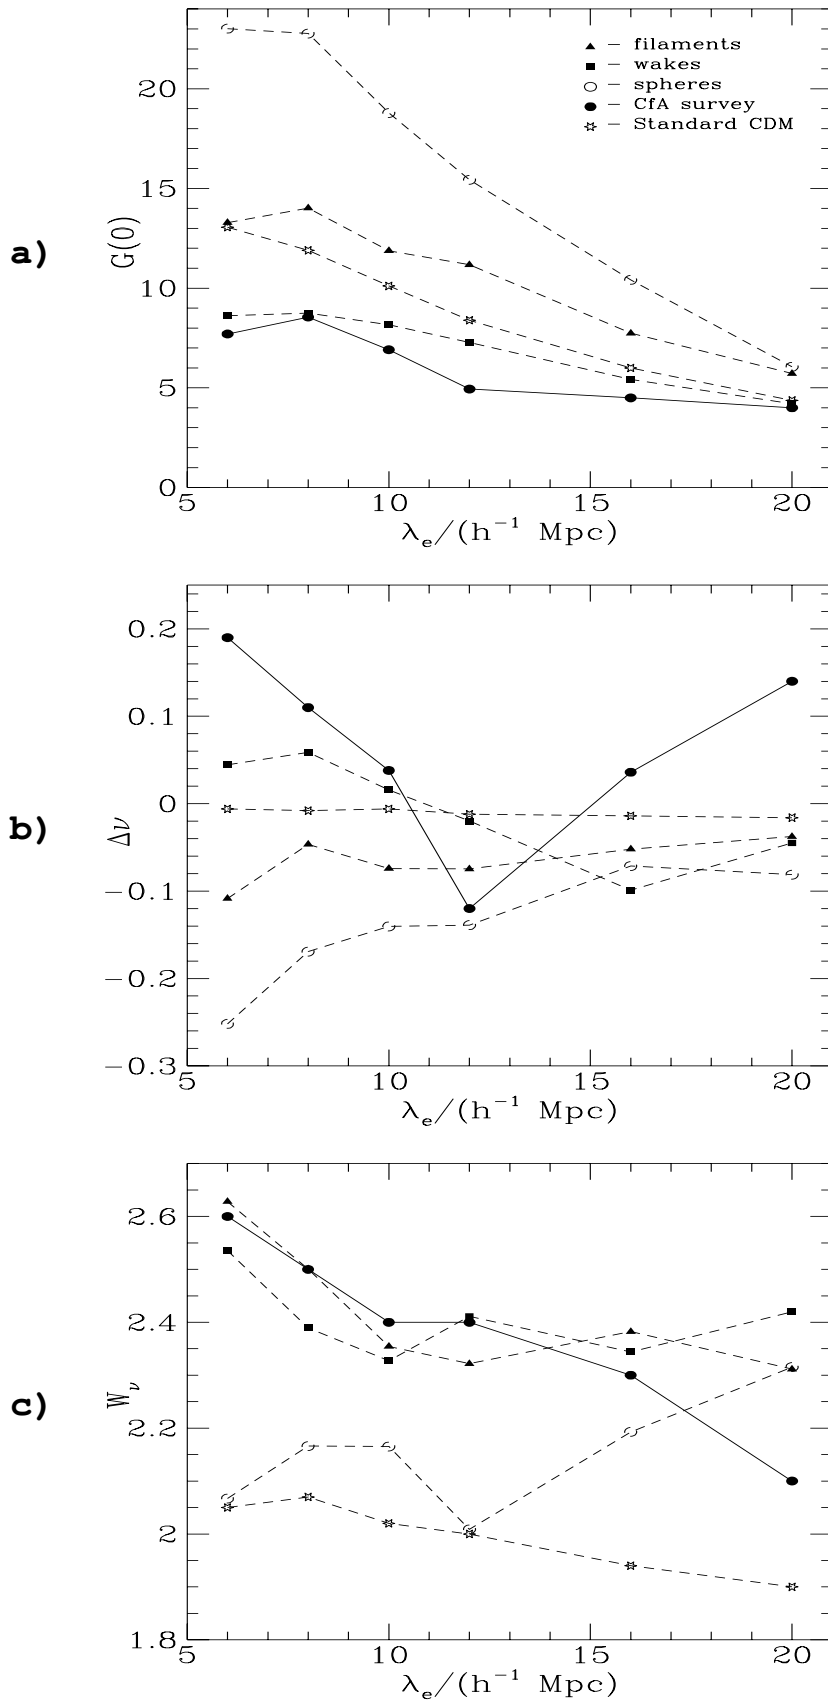 ▲ – filaments
■ – wakes
○ – spheres
● – CfA survey
☆ – Standard CDM
20
15
10
5
0
a)
G(0)
5 10 15 20
λe/(h⁻¹ Mpc)
0.2
0.1
0
−0.1
−0.2
−0.3
b)
Δν
5 10 15 20
λe/(h⁻¹ Mpc)
2.6
2.4
2.2
2
1.8
c)
Wν
5 10 15 20
λe/(h⁻¹ Mpc)